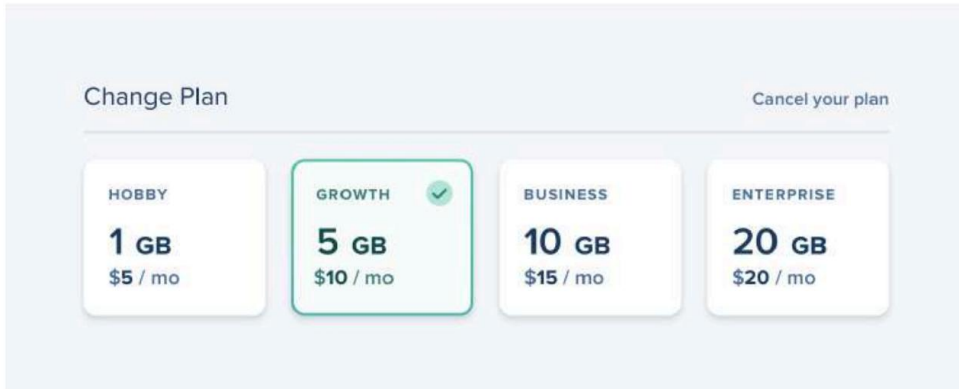 Change Plan
Cancel your plan
HOBBY
1 GB
$5 / mo
GROWTH
5 GB
$10 / mo
BUSINESS
10 GB
$15 / mo
ENTERPRISE
20 GB
$20 / mo